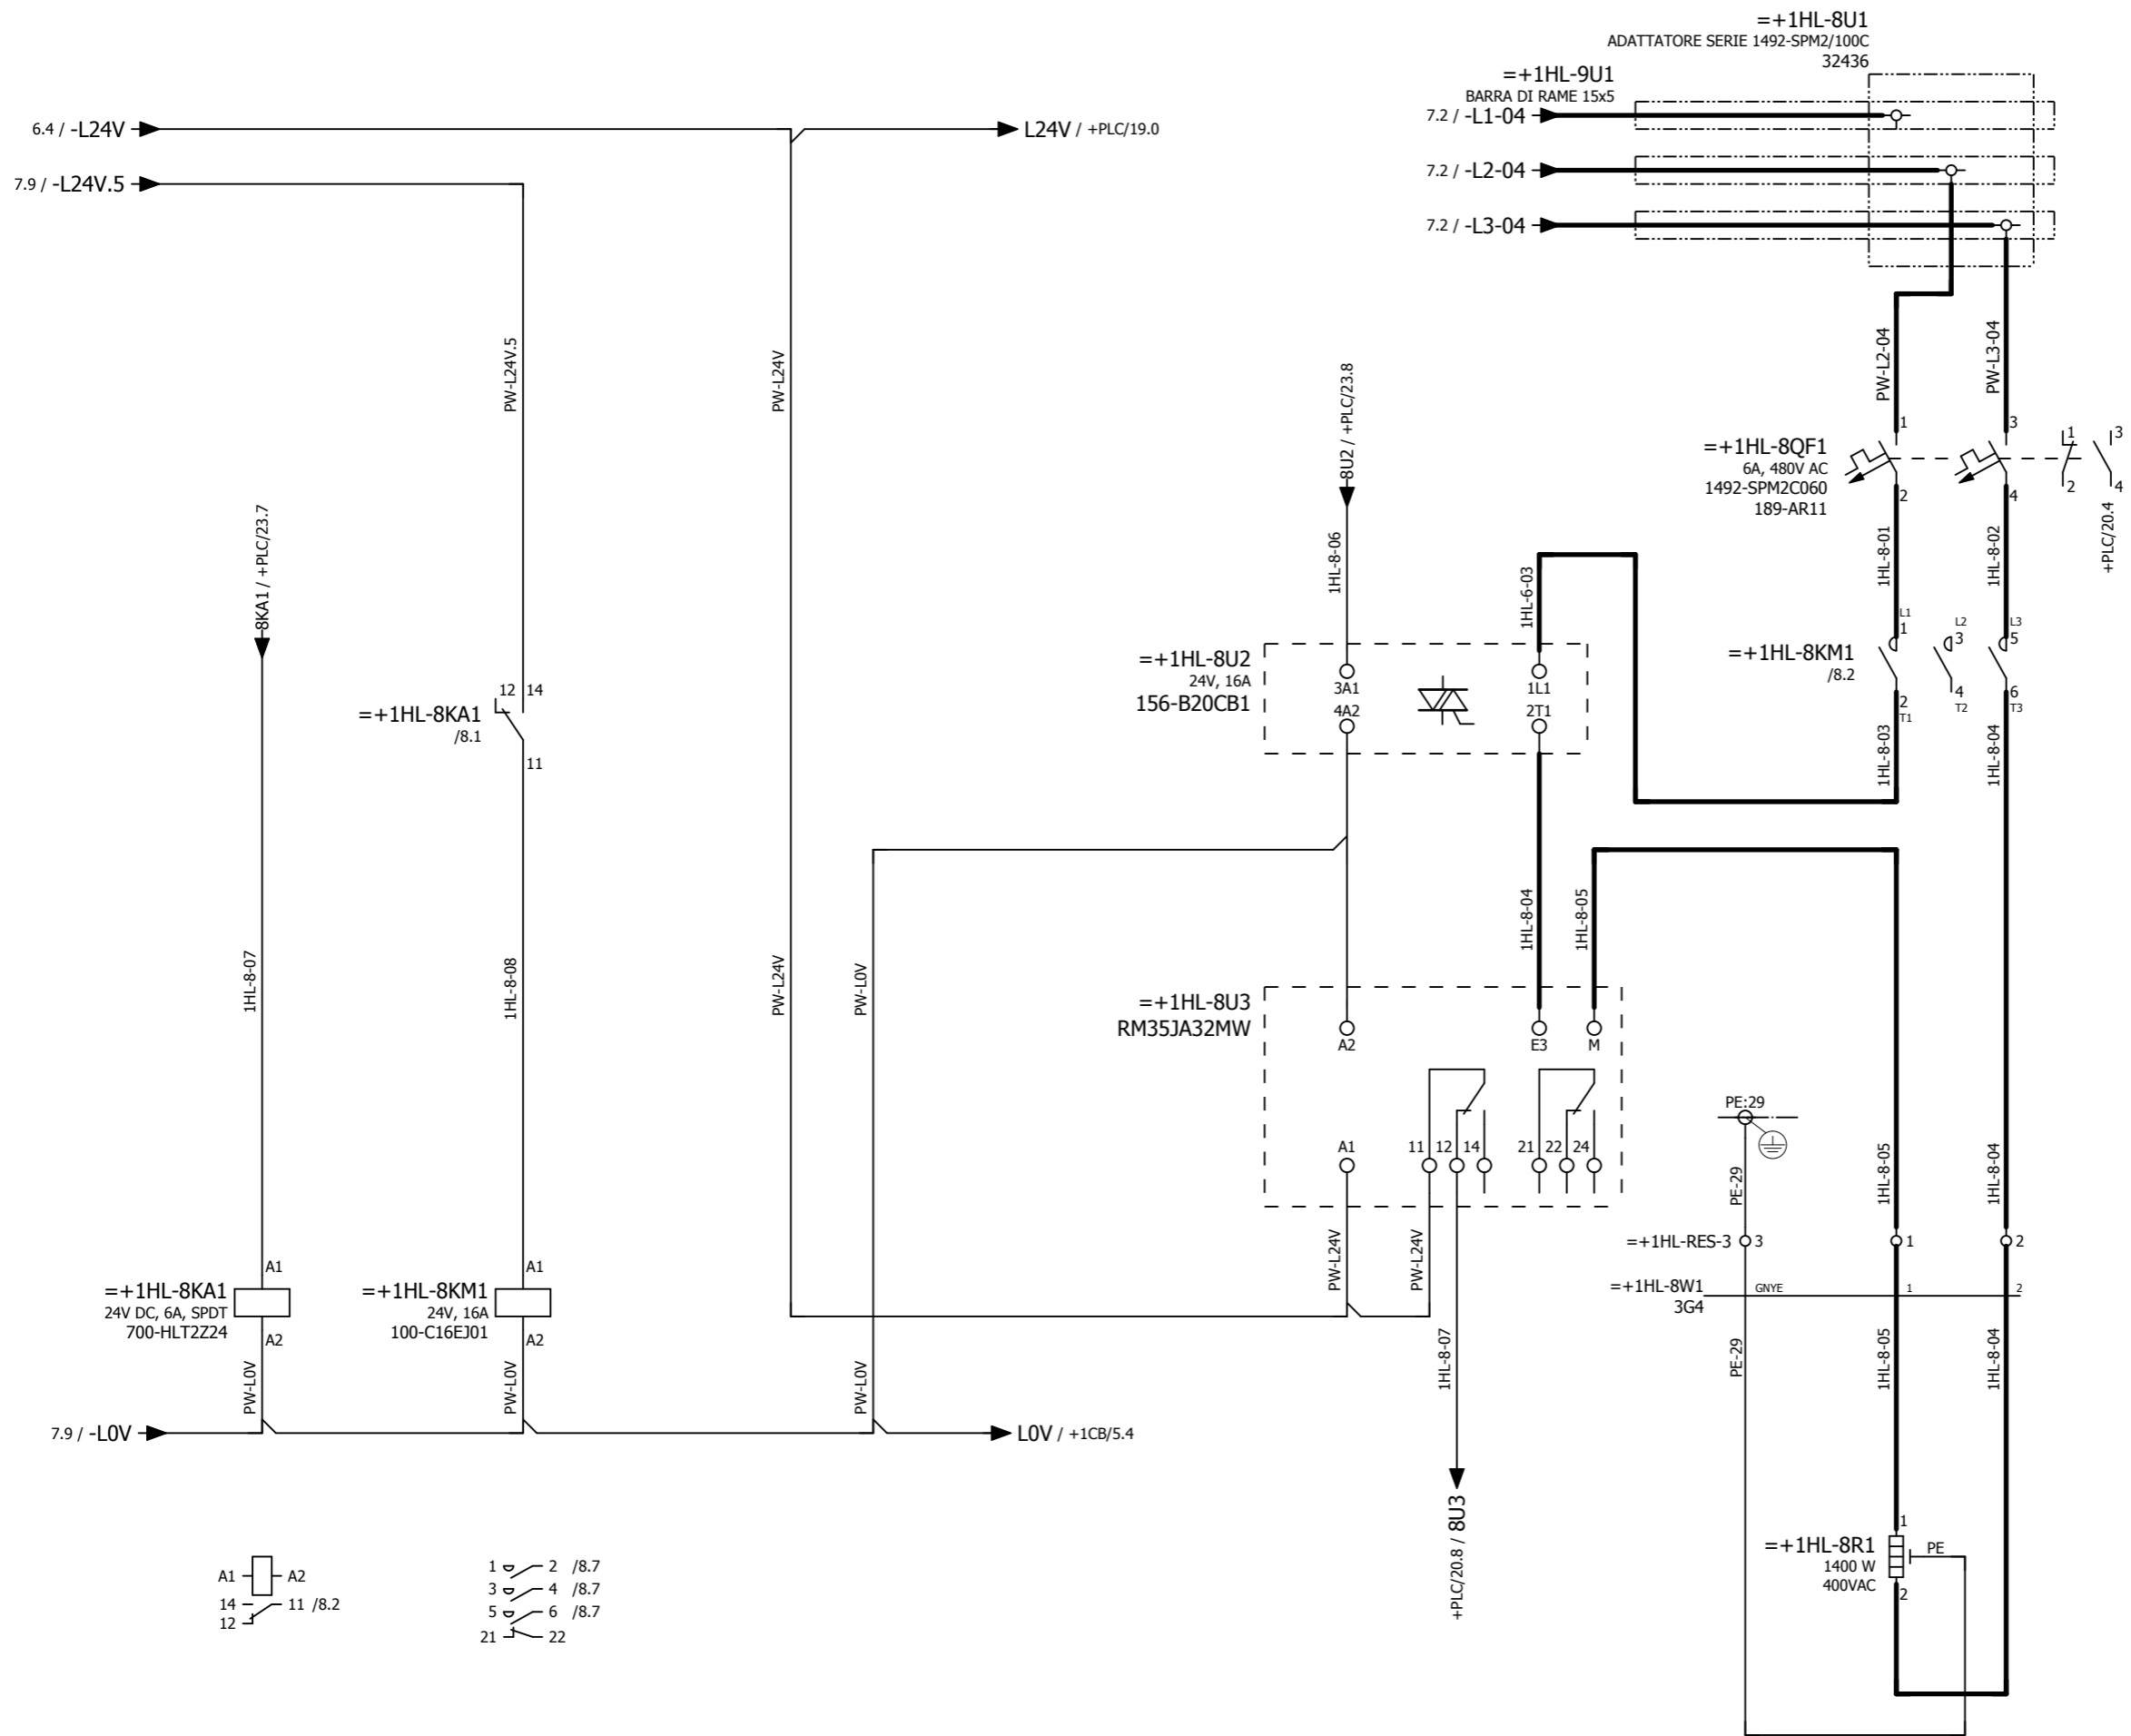 =+1HL-8U1
ADATTATORE SERIE 1492-SPM2/100C
32436
=+1HL-9U1
BARRA DI RAME 15x5
7.2 / -L1-04
6.4 / -L24V
L24V / +PLC/19.0
7.2 / -L2-04
7.9 / -L24V.5
7.2 / -L3-04
PW-L24V.5
PW-L24V
8U2 / +PLC/23.8
PW-L2-04
PW-L3-04
1
3
=+1HL-8QF1
6A, 480V AC
1492-SPM2C060
189-AR11
2
4
1
2
3
4
+PLC/20.4
8KA1 / +PLC/23.7
1HL-8-06
1HL-6-03
1HL-8-01
1HL-8-02
=+1HL-8KM1
/8.2
L1
1
L2
3
L3
5
2
T1
4
T2
6
T3
=+1HL-8U2
24V, 16A
156-B20CB1
3A1
4A2
1L1
2T1
=+1HL-8KA1
/8.1
12
14
11
1HL-8-03
1HL-8-04
1HL-8-07
1HL-8-08
PW-L24V
PW-L0V
1HL-8-04
1HL-8-05
=+1HL-8U3
RM35JA32MW
A2
E3
M
A1
11
12
14
21
22
24
PE:29
PE-29
1HL-8-05
1HL-8-04
=+1HL-RES-3
3
1
2
=+1HL-8W1
3G4
GNYE
1
2
A1
=+1HL-8KA1
24V DC, 6A, SPDT
700-HLT2Z24
A2
A1
=+1HL-8KM1
24V, 16A
100-C16EJ01
A2
PW-L24V
PW-L24V
1HL-8-07
PE-29
1HL-8-05
1HL-8-04
PW-L0V
PW-L0V
PW-L0V
7.9 / -L0V
L0V / +1CB/5.4
+PLC/20.8 / 8U3
=+1HL-8R1
1400 W
400VAC
1
2
PE
A1
A2
14
12
11 /8.2
1 2 /8.7
3 4 /8.7
5 6 /8.7
21 22